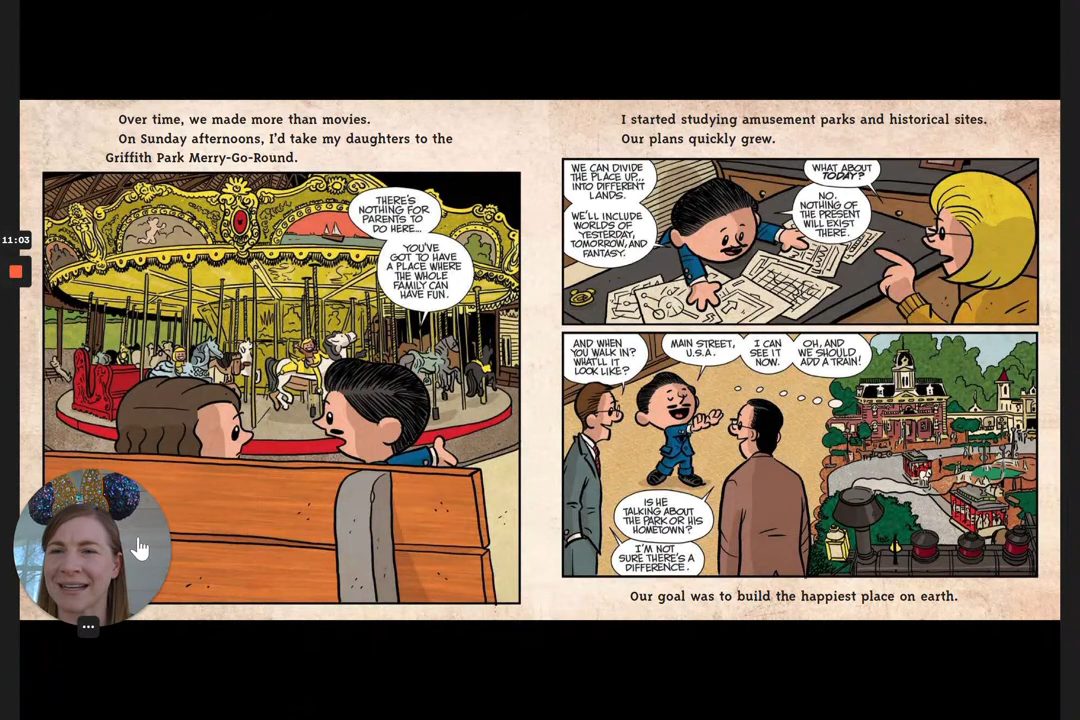 Over time, we made more than movies.
On Sunday afternoons, I'd take my daughters to the
Griffith Park Merry-Go-Round.
THERE'S
NOTHING FOR
PARENTS TO
DO HERE...
YOU'VE
GOT TO HAVE
A PLACE WHERE
THE WHOLE
FAMILY CAN
HAVE FUN.
I started studying amusement parks and historical sites.
Our plans quickly grew.
WE CAN DIVIDE
THE PLACE UP...
INTO DIFFERENT
LANDS.
WE'LL INCLUDE
WORLDS OF
YESTERDAY,
TOMORROW, AND
FANTASY.
WHAT ABOUT
TODAY?
NO.
NOTHING OF
THE PRESENT
WILL EXIST
THERE.
AND WHEN
YOU WALK IN?
WHAT'LL IT
LOOK LIKE?
MAIN STREET,
U.S.A.
I CAN
SEE IT
NOW.
OH, AND
WE SHOULD
ADD A TRAIN!
IS HE
TALKING ABOUT
THE PARK OR HIS
HOMETOWN?
I'M NOT
SURE THERE'S A
DIFFERENCE.
Our goal was to build the happiest place on earth.
11:03